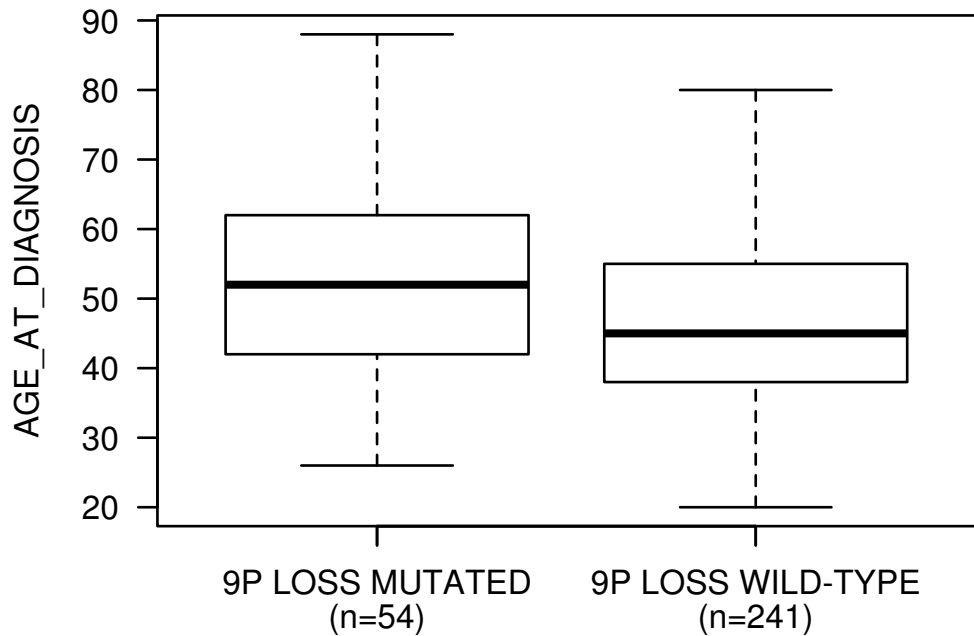 AGE_AT_DIAGNOSIS
90
80
70
60
50
40
30
20
9P LOSS MUTATED
(n=54)
9P LOSS WILD-TYPE
(n=241)